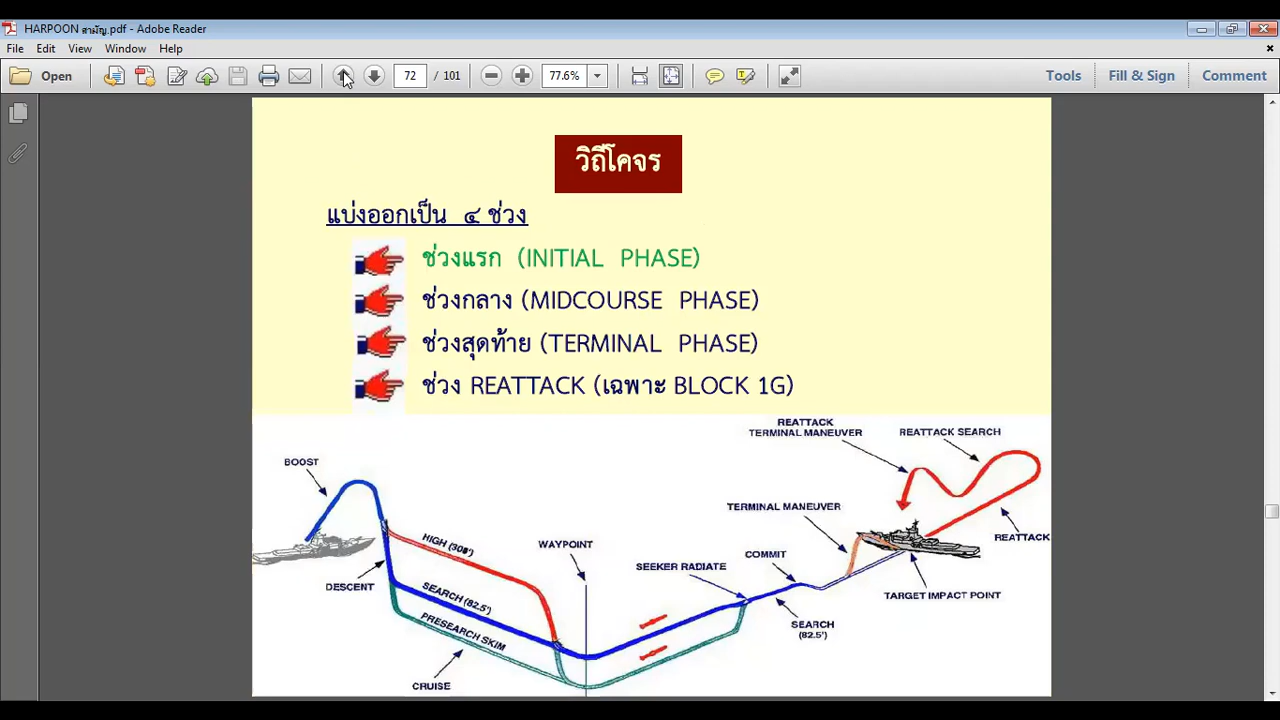 HARPOON สามัญ.pdf - Adobe Reader
File Edit View Window Help
Open 72 / 101 77.6% Tools Fill & Sign Comment
วิถีโคจร
แบ่งออกเป็น ๔ ช่วง
ช่วงแรก (INITIAL PHASE)
ช่วงกลาง (MIDCOURSE PHASE)
ช่วงสุดท้าย (TERMINAL PHASE)
ช่วง REATTACK (เฉพาะ BLOCK 1G)
REATTACK
TERMINAL MANEUVER
REATTACK SEARCH
BOOST
TERMINAL MANEUVER
REATTACK
HIGH (308')
WAYPOINT
COMMIT
SEEKER RADIATE
DESCENT
SEARCH (82.5')
TARGET IMPACT POINT
PRESEARCH SKIM
SEARCH
(82.5')
CRUISE